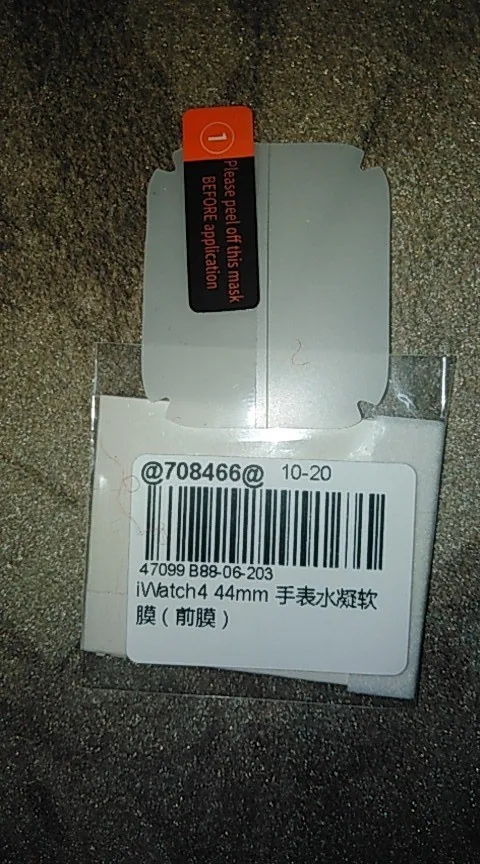 1
Please peel off this mask
BEFORE application
@708466@ 10-20
47099 B88-06-203
iWatch4 44mm 手表水凝软
膜（前膜）